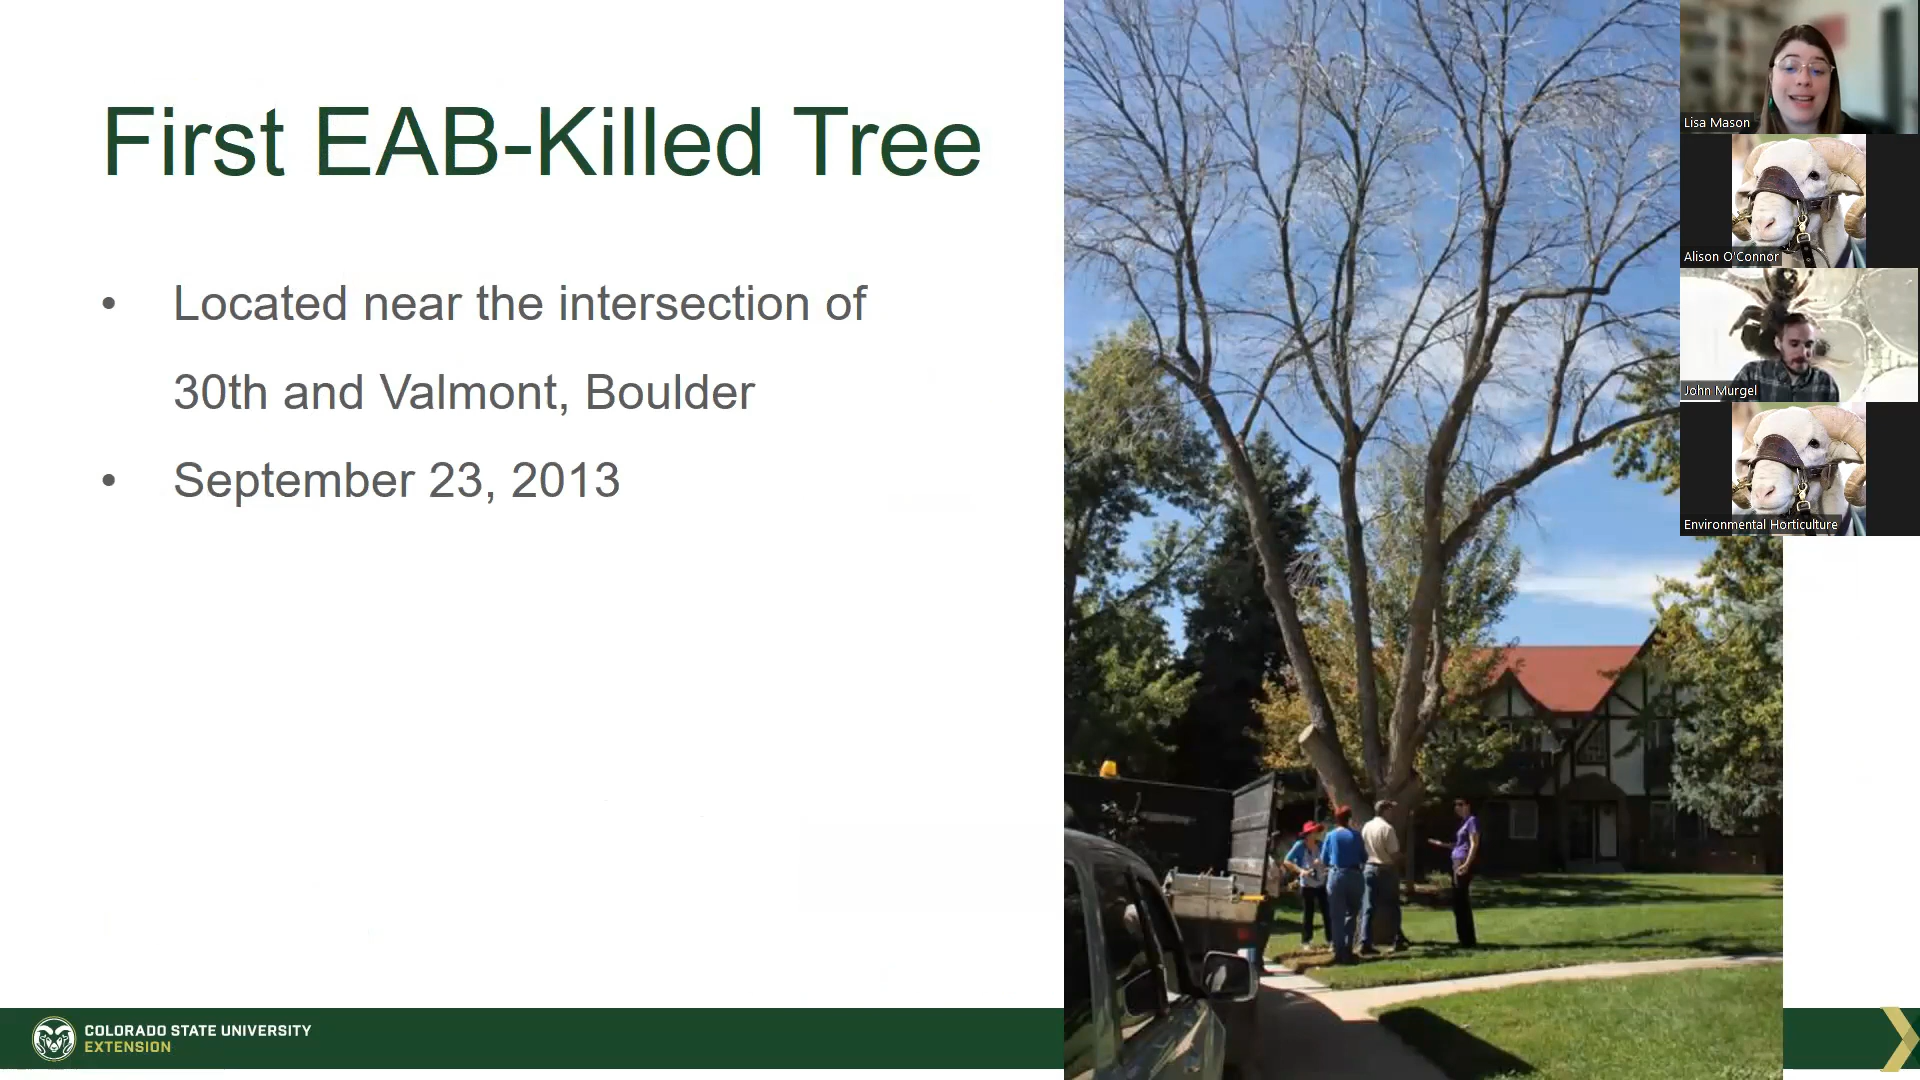 First EAB-Killed Tree
• Located near the intersection of
30th and Valmont, Boulder
• September 23, 2013
COLORADO STATE UNIVERSITY
EXTENSION
Lisa Mason
Alison O'Connor
John Murgel
Environmental Horticulture